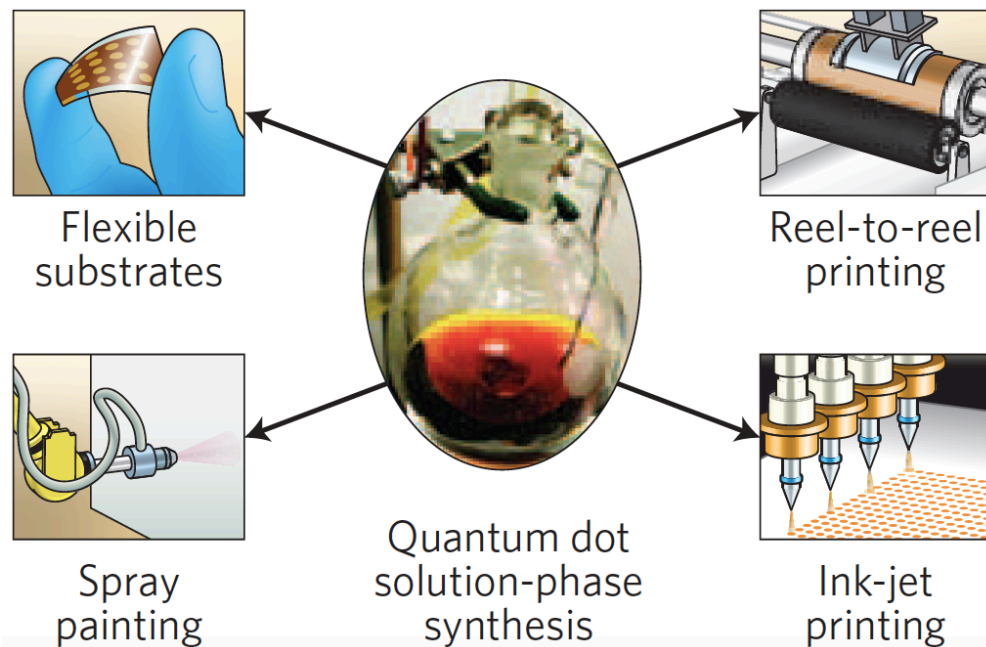 Flexible
substrates
Reel-to-reel
printing
Spray
painting
Quantum dot
solution-phase
synthesis
Ink-jet
printing